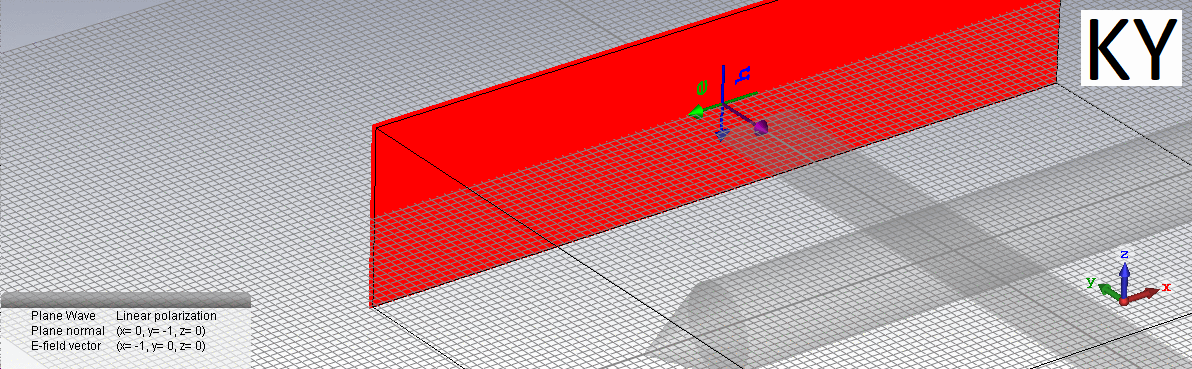 KY
e
h
z
y
x
Plane Wave Linear polarization
Plane normal (x= 0, y= -1, z= 0)
E-field vector (x= -1, y= 0, z= 0)